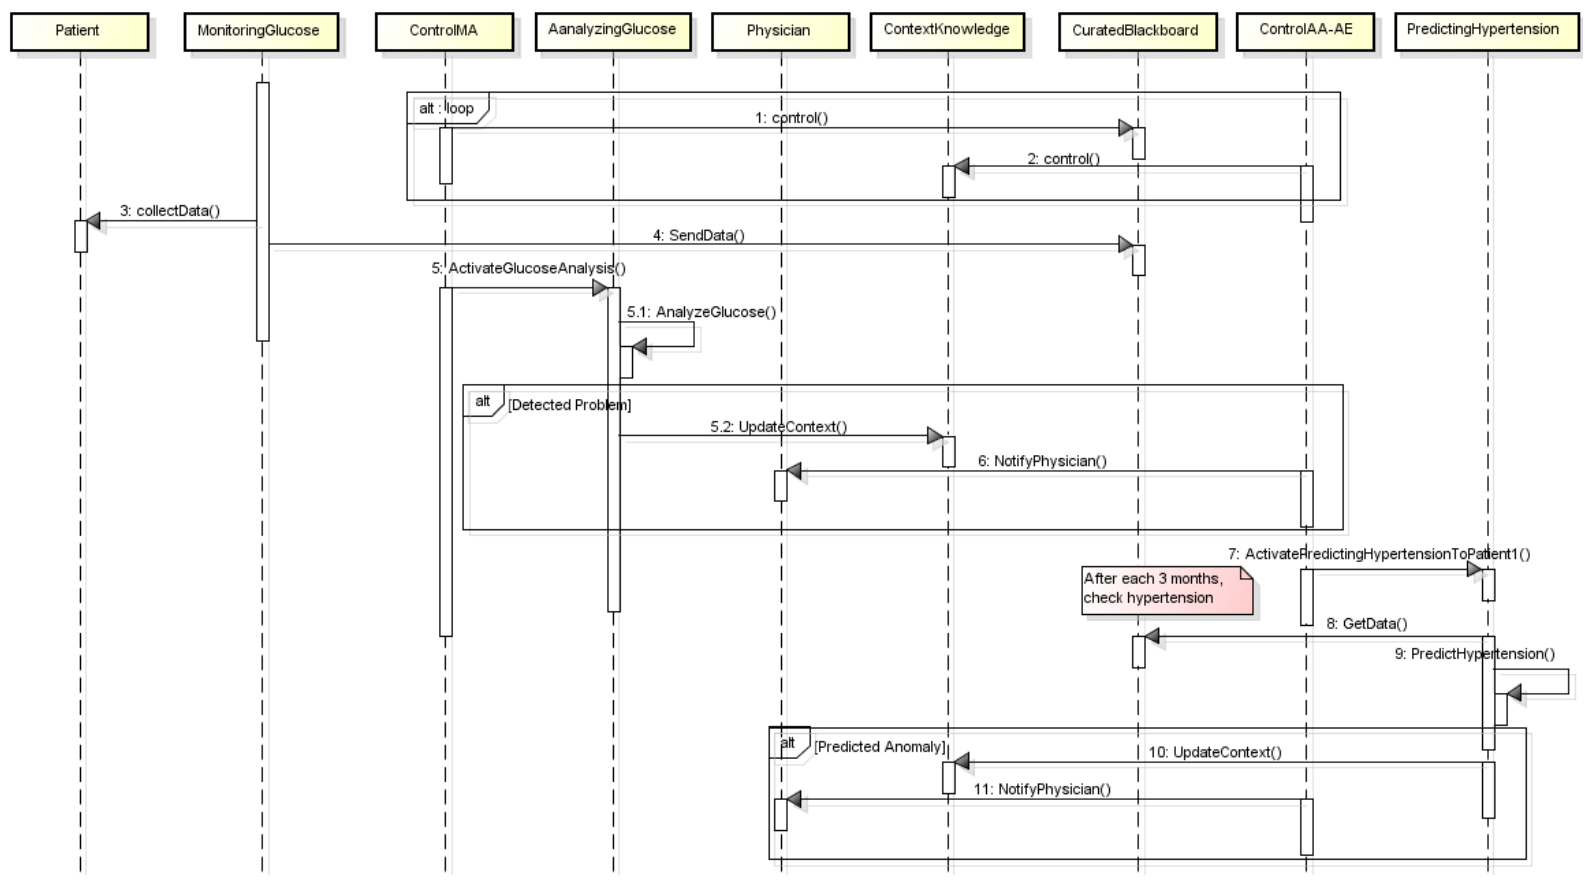 Patient
MonitoringGlucose
ControlMA
AanalyzingGlucose
Physician
ContextKnowledge
CuratedBlackboard
ControlAA-AE
PredictingHypertension
alt : loop
1: control()
2: control()
3: collectData()
4: SendData()
5: ActivateGlucoseAnalysis()
5.1: AnalyzeGlucose()
alt
[Detected Problem]
5.2: UpdateContext()
6: NotifyPhysician()
7: ActivatePredictingHypertensionToPatient1()
After each 3 months,
check hypertension
8: GetData()
9: PredictHypertension()
alt
[Predicted Anomaly]
10: UpdateContext()
11: NotifyPhysician()